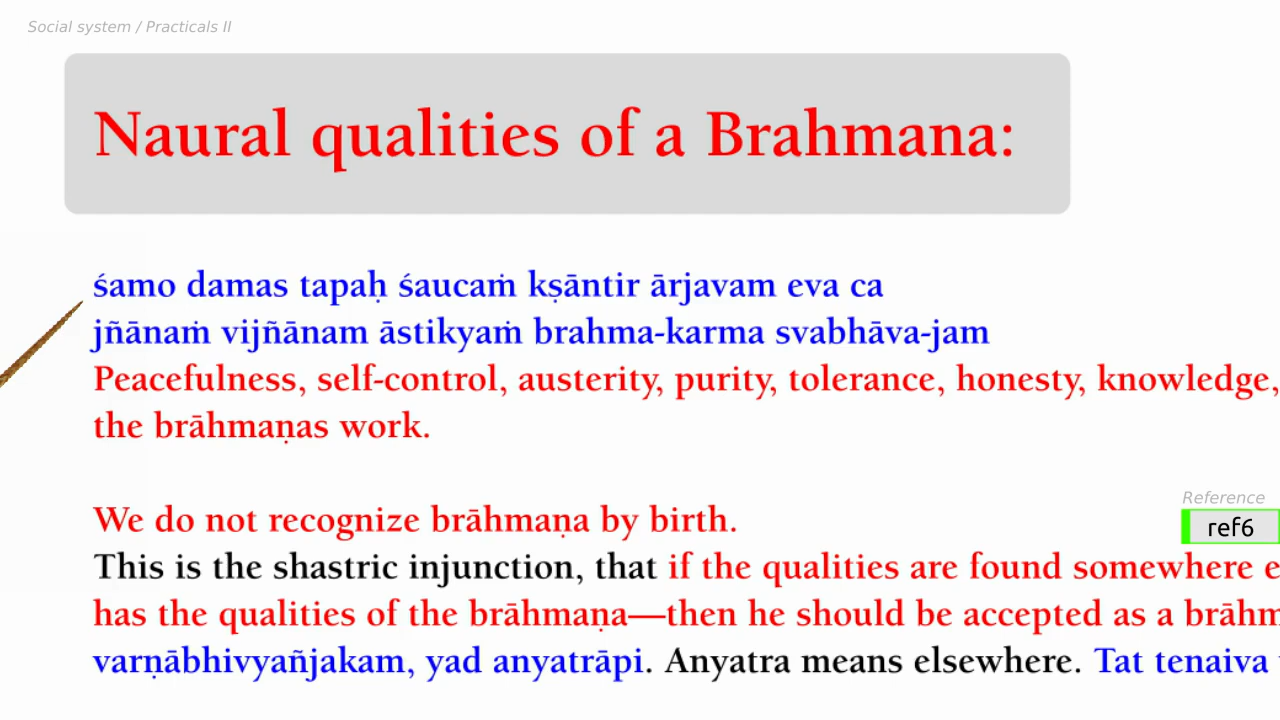 Social system / Practicals II
Naural qualities of a Brahmana:
śamo damas tapaḥ śaucaṁ kṣāntir ārjavam eva ca
jñānaṁ vijñānam āstikyaṁ brahma-karma svabhāva-jam
Peacefulness, self-control, austerity, purity, tolerance, honesty, knowledge,
the brāhmaṇas work.
We do not recognize brāhmaṇa by birth.
Reference
ref6
This is the shastric injunction, that if the qualities are found somewhere
has the qualities of the brāhmaṇa—then he should be accepted as a
varṇābhivyañjakam, yad anyatrāpi. Anyatra means elsewhere. Tat tenaiva